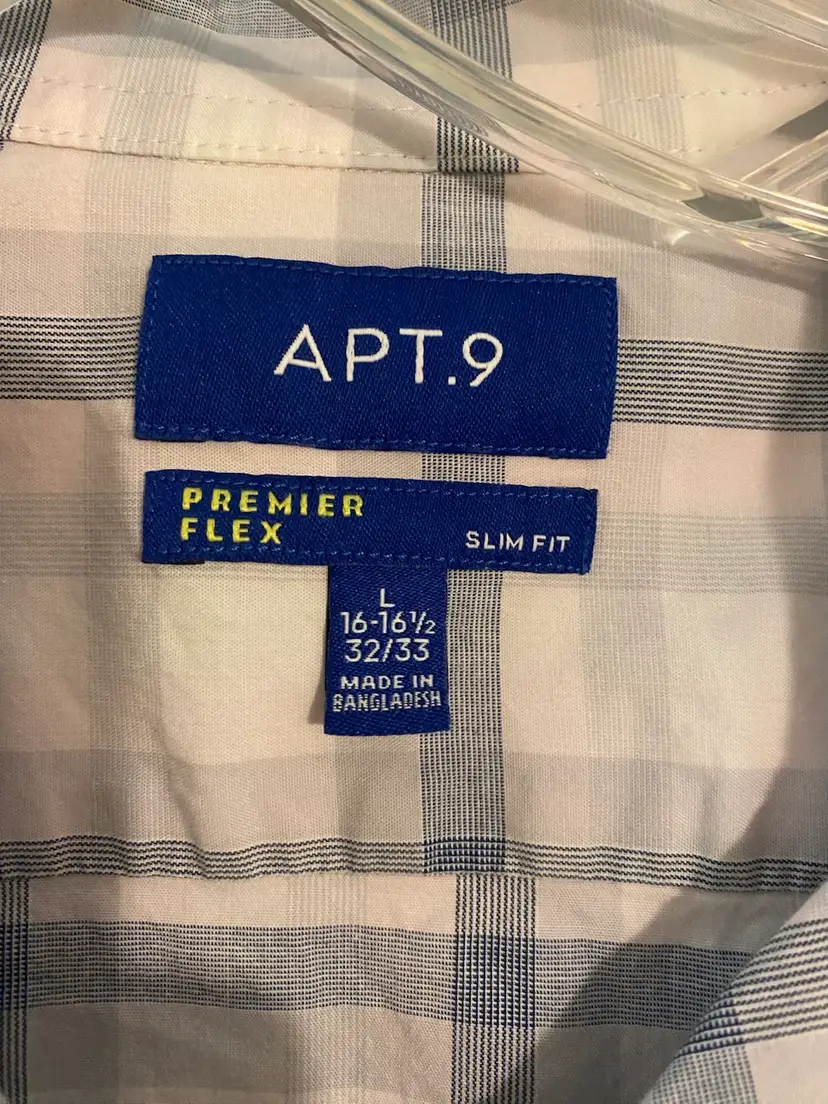 APT.9
PREMIER
FLEX
SLIM FIT
L
16-16½
32/33
MADE IN
BANGLADESH